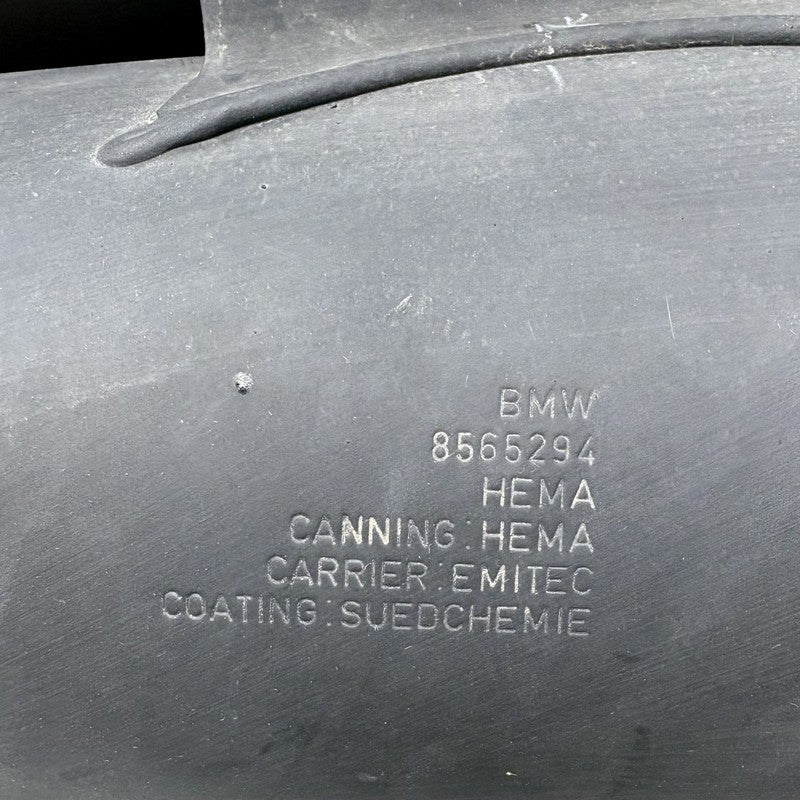 BMW
8565294
HEMA
CANNING:HEMA
CARRIER:EMITEC
COATING:SUEDCHEMIE